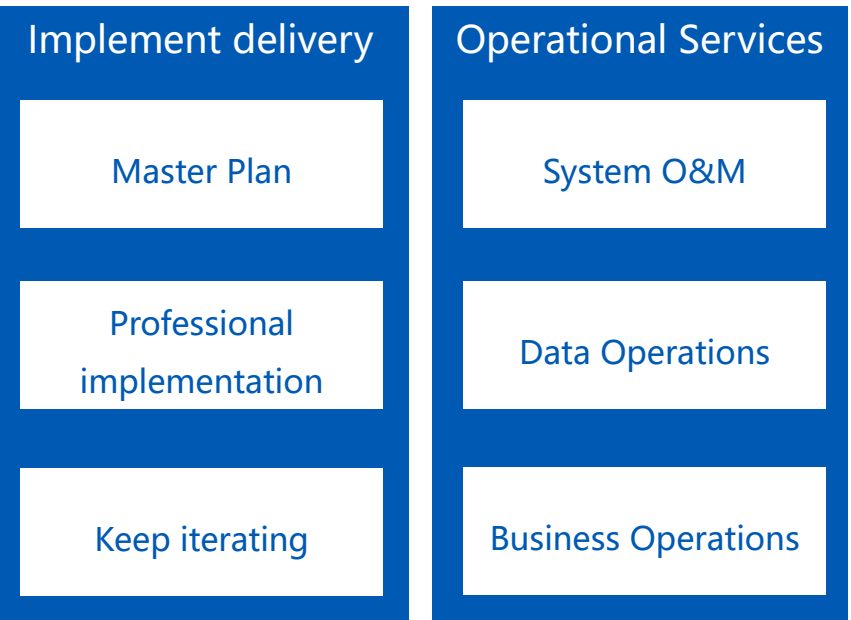 Implement delivery
Master Plan
Professional
implementation
Keep iterating
Operational Services
System O&M
Data Operations
Business Operations